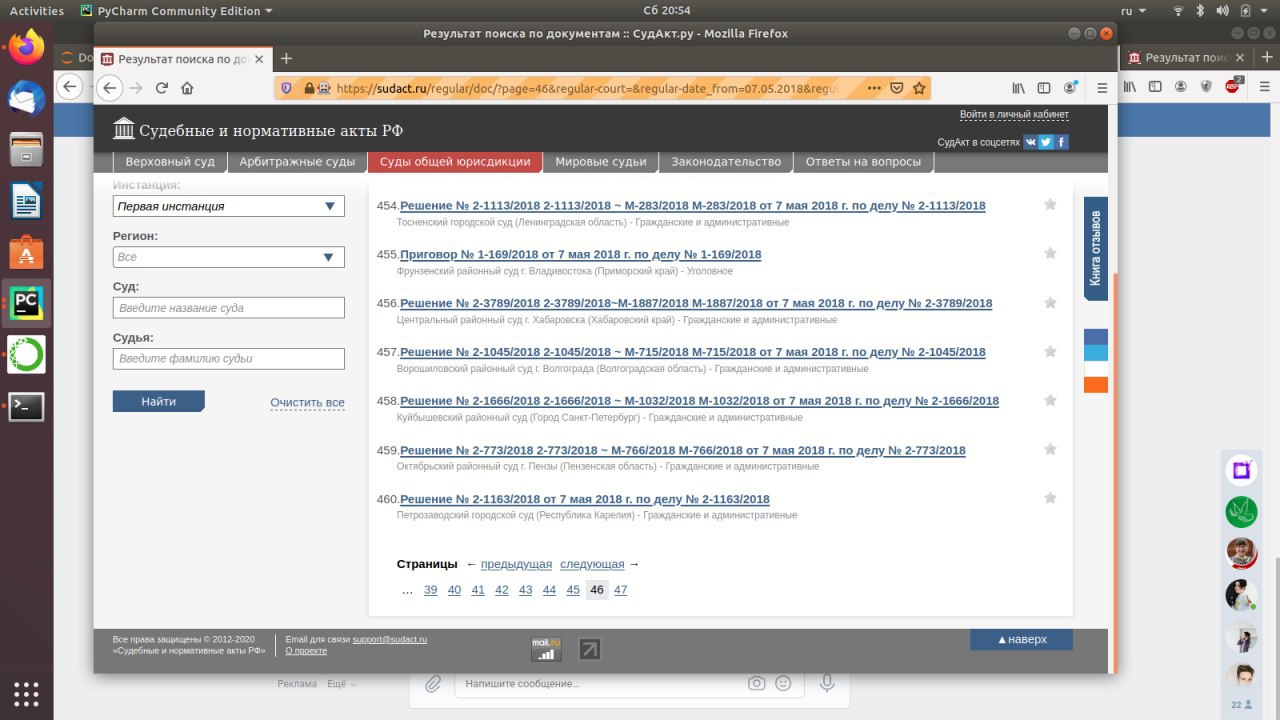 Activities PyCharm Community Edition Сб 20:54 ru
Результат поиска по документам :: СудАкт.ру - Mozilla Firefox
Результат поиска по до
Результат поис
https://sudact.ru/regular/doc/?page=46&regular-court=&regular-date_from=07.05.2018&regu
Войти в личный кабинет
Судебные и нормативные акты РФ
СудАкт в соцсетях
Верховный суд Арбитражные суды Суды общей юрисдикции Мировые судьи Законодательство Ответы на вопросы
Инстанция:
Первая инстанция
Регион:
Все
Суд:
Введите название суда
Судья:
Введите фамилию судьи
Найти Очистить все
454.Решение № 2-1113/2018 2-1113/2018 ~ М-283/2018 М-283/2018 от 7 мая 2018 г. по делу № 2-1113/2018
Тосненский городской суд (Ленинградская область) - Гражданские и административные
455.Приговор № 1-169/2018 от 7 мая 2018 г. по делу № 1-169/2018
Фрунзенский районный суд г. Владивостока (Приморский край) - Уголовное
456.Решение № 2-3789/2018 2-3789/2018~М-1887/2018 М-1887/2018 от 7 мая 2018 г. по делу № 2-3789/2018
Центральный районный суд г. Хабаровска (Хабаровский край) - Гражданские и административные
457.Решение № 2-1045/2018 2-1045/2018 ~ М-715/2018 М-715/2018 от 7 мая 2018 г. по делу № 2-1045/2018
Ворошиловский районный суд г. Волгограда (Волгоградская область) - Гражданские и административные
458.Решение № 2-1666/2018 2-1666/2018 ~ М-1032/2018 М-1032/2018 от 7 мая 2018 г. по делу № 2-1666/2018
Куйбышевский районный суд (Город Санкт-Петербург) - Гражданские и административные
459.Решение № 2-773/2018 2-773/2018 ~ М-766/2018 М-766/2018 от 7 мая 2018 г. по делу № 2-773/2018
Октябрьский районный суд г. Пензы (Пензенская область) - Гражданские и административные
460.Решение № 2-1163/2018 от 7 мая 2018 г. по делу № 2-1163/2018
Петрозаводский городской суд (Республика Карелия) - Гражданские и административные
Страницы ← предыдущая следующая →
... 39 40 41 42 43 44 45 46 47
Книга отзывов
Все права защищены © 2012-2020
«Судебные и нормативные акты РФ»
Email для связи support@sudact.ru
О проекте
mail.ru
▲наверх
Реклама Ещё
Напишите сообщение...
22
PC
Do
ABP
2